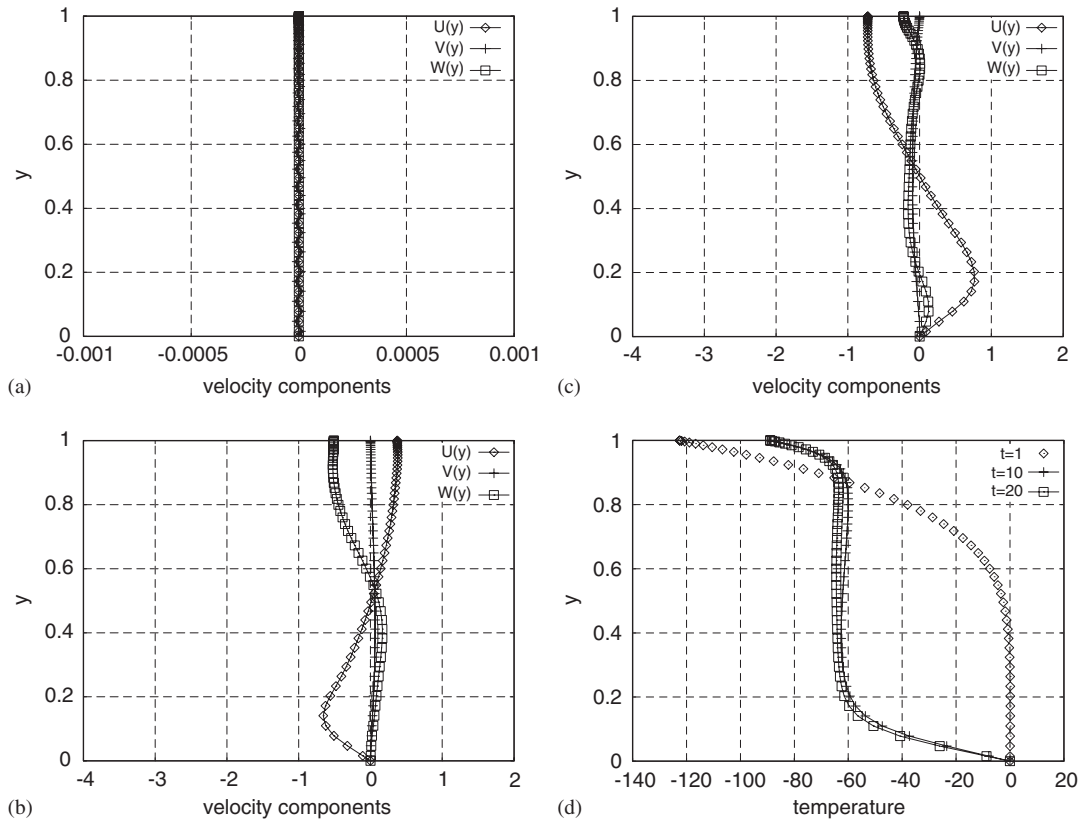 1
0.8
0.6
0.4
0.2
0
y
U(y)
V(y)
W(y)
-0.001 -0.0005 0 0.0005 0.001
(a) velocity components
1
0.8
0.6
0.4
0.2
0
y
U(y)
V(y)
W(y)
-4 -3 -2 -1 0 1 2
(c) velocity components
1
0.8
0.6
0.4
0.2
0
y
U(y)
V(y)
W(y)
-4 -3 -2 -1 0 1 2
(b) velocity components
1
0.8
0.6
0.4
0.2
0
y
t=1
t=10
t=20
-140 -120 -100 -80 -60 -40 -20 0 20
(d) temperature